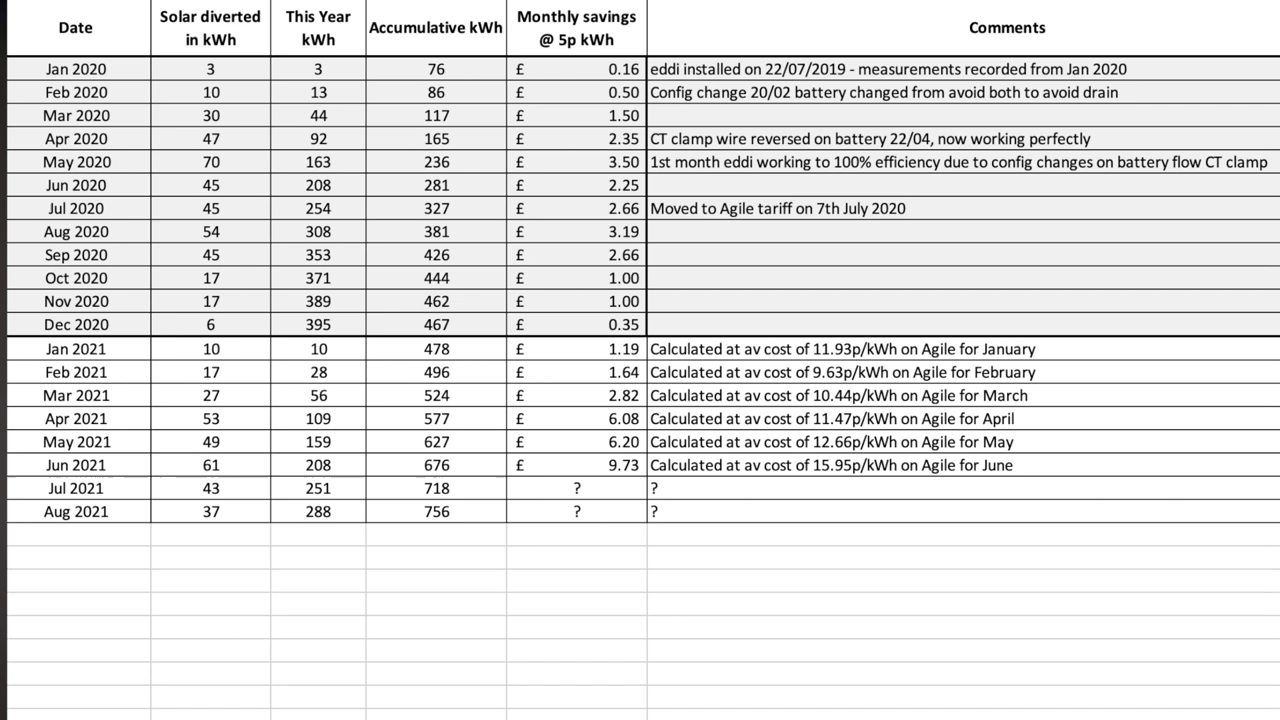 Date Solar diverted in kWh This Year kWh Accumulative kWh Monthly savings @ 5p kWh Comments
Jan 2020 3 3 76 £ 0.16 eddi installed on 22/07/2019 - measurements recorded from Jan 2020
Feb 2020 10 13 86 £ 0.50 Config change 20/02 battery changed from avoid both to avoid drain
Mar 2020 30 44 117 £ 1.50
Apr 2020 47 92 165 £ 2.35 CT clamp wire reversed on battery 22/04, now working perfectly
May 2020 70 163 236 £ 3.50 1st month eddi working to 100% efficiency due to config changes on battery flow CT clamp
Jun 2020 45 208 281 £ 2.25
Jul 2020 45 254 327 £ 2.66 Moved to Agile tariff on 7th July 2020
Aug 2020 54 308 381 £ 3.19
Sep 2020 45 353 426 £ 2.66
Oct 2020 17 371 444 £ 1.00
Nov 2020 17 389 462 £ 1.00
Dec 2020 6 395 467 £ 0.35
Jan 2021 10 10 478 £ 1.19 Calculated at av cost of 11.93p/kWh on Agile for January
Feb 2021 17 28 496 £ 1.64 Calculated at av cost of 9.63p/kWh on Agile for February
Mar 2021 27 56 524 £ 2.82 Calculated at av cost of 10.44p/kWh on Agile for March
Apr 2021 53 109 577 £ 6.08 Calculated at av cost of 11.47p/kWh on Agile for April
May 2021 49 159 627 £ 6.20 Calculated at av cost of 12.66p/kWh on Agile for May
Jun 2021 61 208 676 £ 9.73 Calculated at av cost of 15.95p/kWh on Agile for June
Jul 2021 43 251 718 ? ?
Aug 2021 37 288 756 ? ?